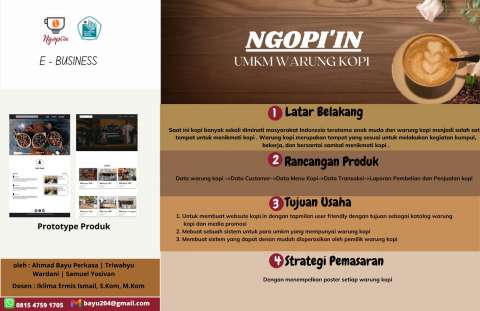 Ngopi'in
E - BUSINESS
NGOPI'IN
UMKM WARUNG KOPI
Prototype Produk
oleh : Ahmad Bayu Perkasa | Triwahyu
Wardani | Samuel Yosivan
Dosen : Iklima Ermis Ismail, S.Kom, M.Kom
0815 4759 1705
bayu264@gmail.com
1 Latar Belakang
Saat ini kopi banyak sekali diminati masyarakat Indonesia terutama anak muda dan warung kopi menjadi salah satu
tempat untuk menikmati kopi . Warung kopi merupakan tempat yang sesuai untuk melakukan kegiatan kumpul,
bekerja, dan bersantai sambal menikmati kopi .
2 Rancangan Produk
Data warung kopi ->Data Customer->Data Menu Kopi->Data Transaksi->Laporan Pembelian dan Penjualan kopi
3 Tujuan Usaha
1. Untuk membuat website kopi.in dengan tapmilan user friendly dengan tujuan sebagai katalog warung
kopi dan media promosi
2. Mebuat sebuah sistem untuk para umkm yang mempunyai warung kopi
3. Membuat sistem yang dapat denan mudah dioperasikan oleh pemilik warung kopi
4 Strategi Pemasaran
Dengan menempelkan poster setiap warung kopi